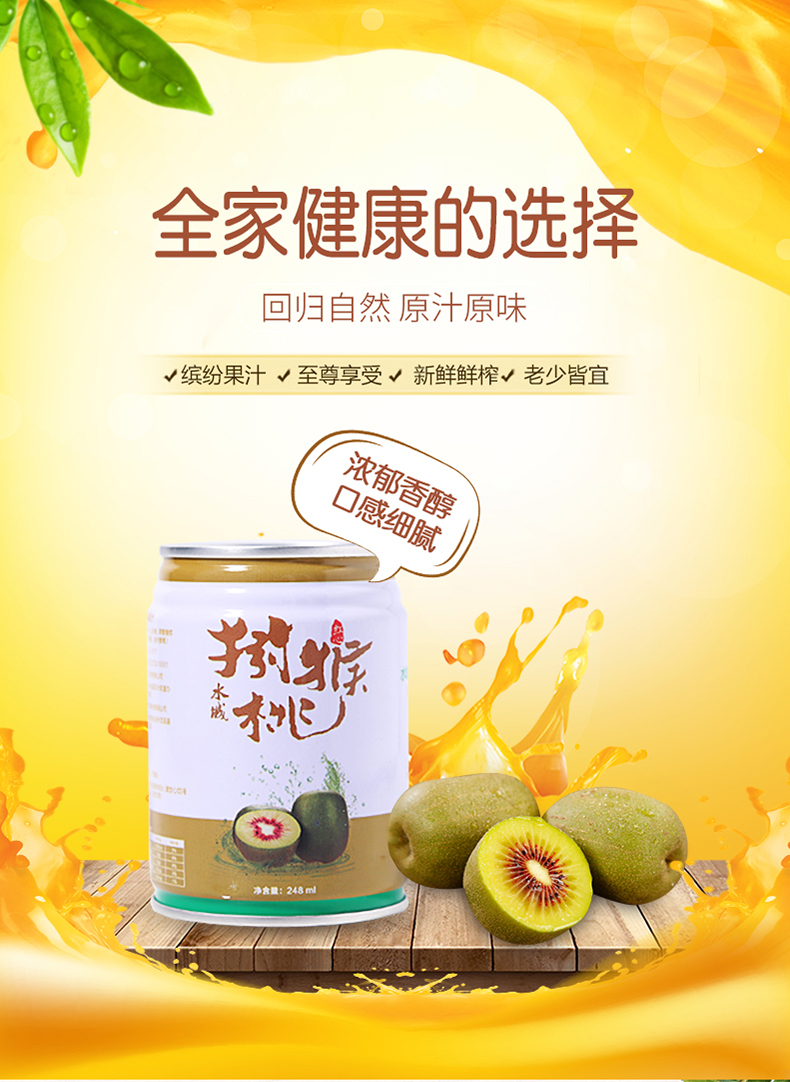 全家健康的选择
回归自然 原汁原味
✓缤纷果汁 ✓至尊享受 ✓新鲜鲜榨 ✓老少皆宜
浓郁香醇
口感细腻
猕猴桃
水城
净含量：248 ml